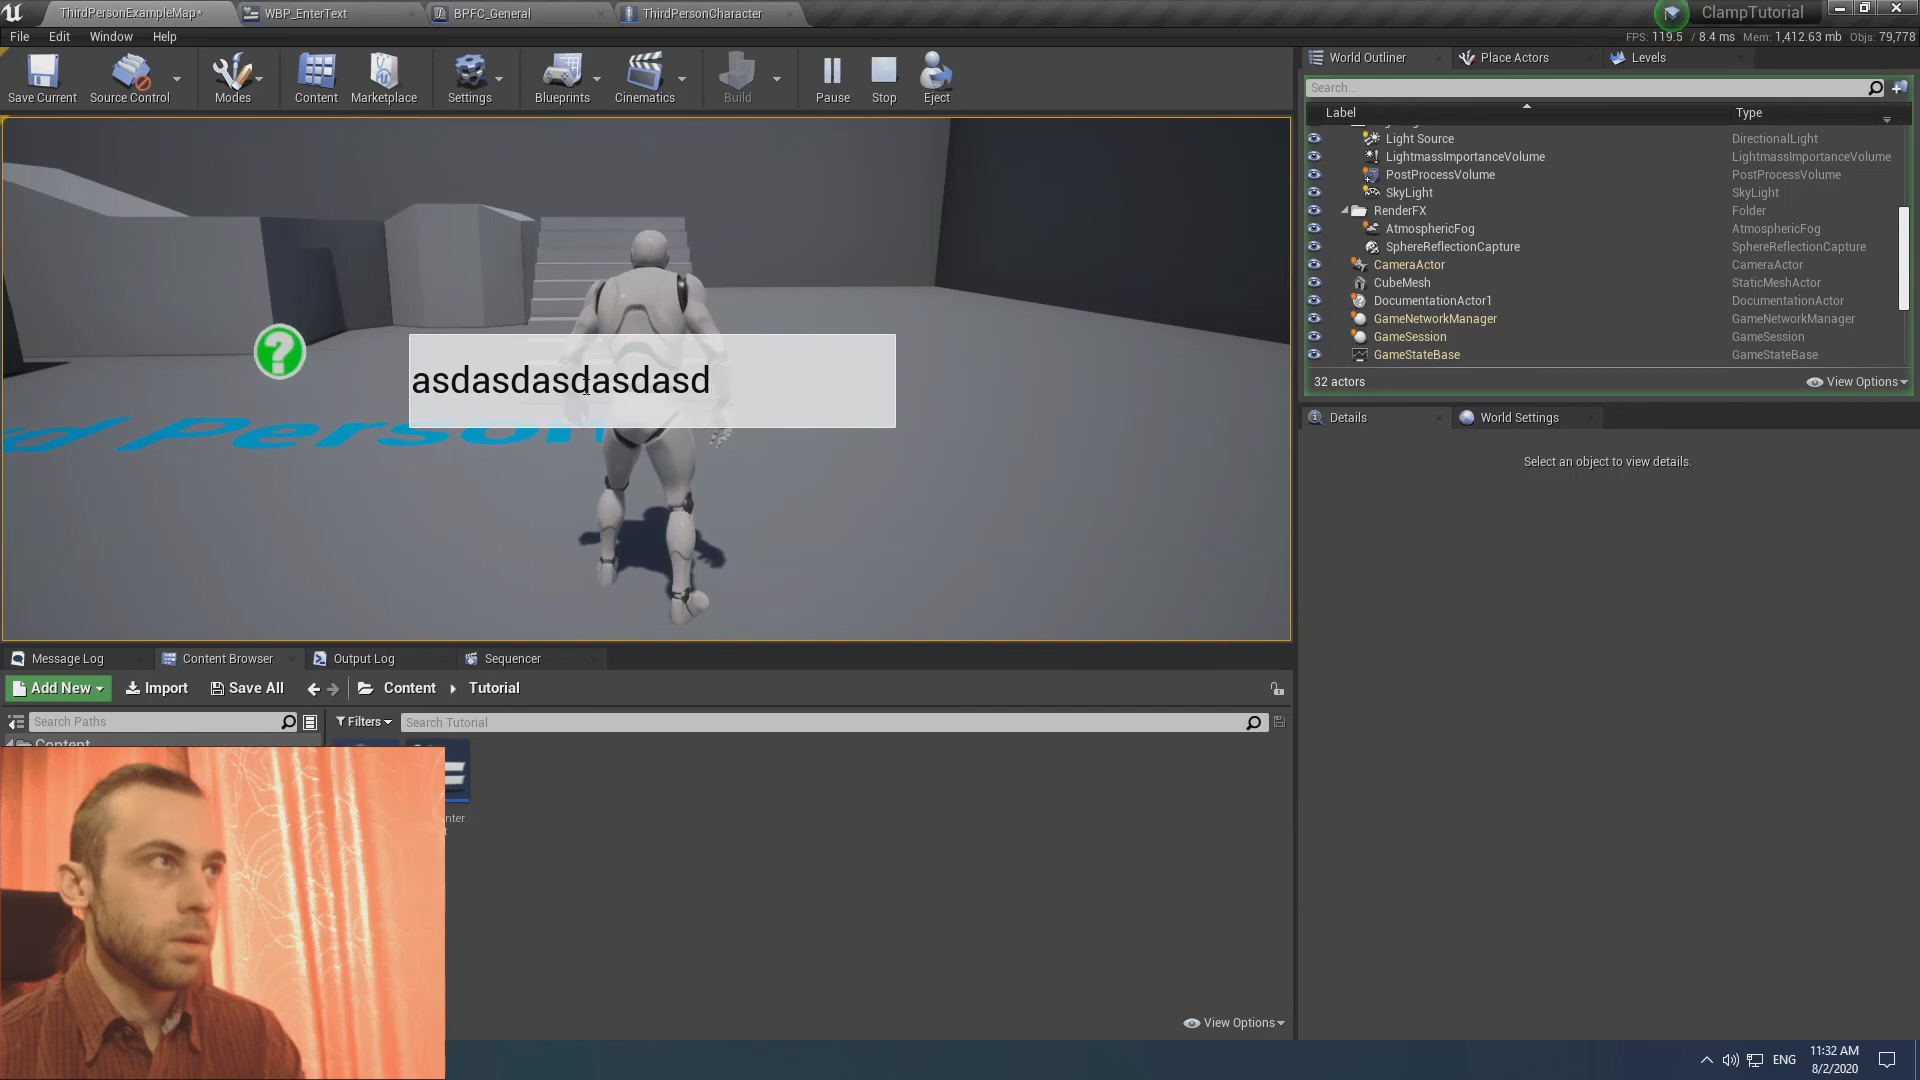 ThirdPersonExampleMap*
WBP_EnterText
BPFC_General
ThirdPersonCharacter
ClampTutorial
File Edit Window Help
FPS: 119.5 / 8.4 ms Mem: 1,412.63 mb Objs: 79,778
Save Current
Source Control
Modes
Content
Marketplace
Settings
Blueprints
Cinematics
Build
Pause
Stop
Eject
World Outliner
Place Actors
Levels
Search...
Label Type
Light Source DirectionalLight
LightmassImportanceVolume LightmassImportanceVolume
PostProcessVolume PostProcessVolume
SkyLight SkyLight
RenderFX Folder
AtmosphericFog AtmosphericFog
SphereReflectionCapture SphereReflectionCapture
CameraActor CameraActor
CubeMesh StaticMeshActor
DocumentationActor1 DocumentationActor
GameNetworkManager GameNetworkManager
GameSession GameSession
GameStateBase GameStateBase
32 actors
View Options
Details
World Settings
Select an object to view details.
?
asdasdasdasdasd
rd Person
Message Log
Content Browser
Output Log
Sequencer
Add New
Import
Save All
Content
Tutorial
Search Paths
Filters
Search Tutorial
Content
View Options
ENG
11:32 AM
8/2/2020